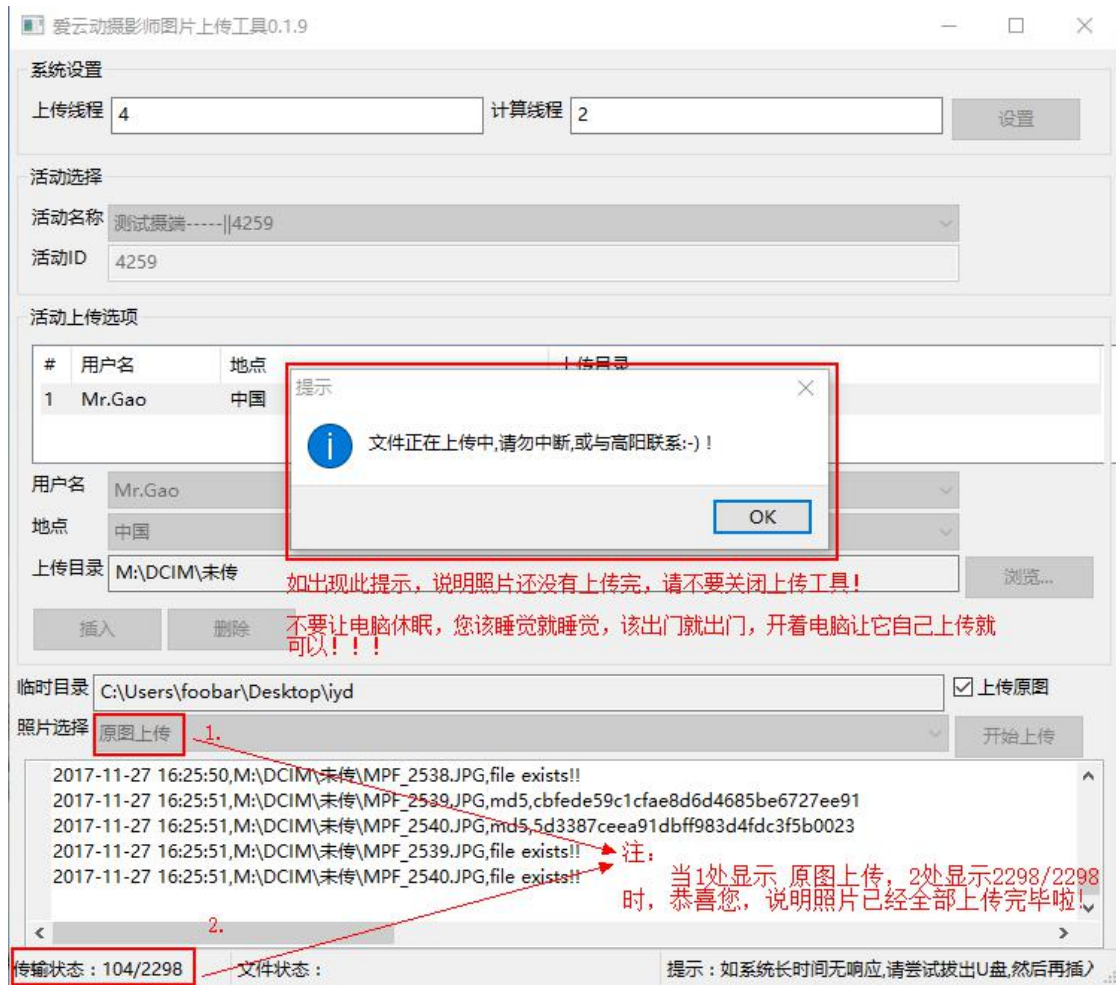 爱云动摄影师图片上传工具0.1.9
系统设置
上传线程 4 计算线程 2 设置
活动选择
活动名称 测试摄端-----||4259
活动ID 4259
活动上传选项
# 用户名 地点 上传目录
1 Mr.Gao 中国
提示
文件正在上传中,请勿中断,或与高阳联系:-)！
OK
用户名 Mr.Gao
地点 中国
上传目录 M:\DCIM\未传 浏览...
如出现此提示，说明照片还没有上传完，请不要关闭上传工具！
插入 删除
不要让电脑休眠，您该睡觉就睡觉，该出门就出门，开着电脑让它自己上传就
可以！！！
临时目录 C:\Users\foobar\Desktop\iyd 上传原图
照片选择 原图上传 1. 开始上传
2017-11-27 16:25:50,M:\DCIM\未传\MPF_2538.JPG,file exists!!
2017-11-27 16:25:51,M:\DCIM\未传\MPF_2539.JPG,md5,cbfede59c1cfae8d6d4685be6727ee91
2017-11-27 16:25:51,M:\DCIM\未传\MPF_2540.JPG,md5,5d3387ceea91dbff983d4fdc3f5b0023
2017-11-27 16:25:51,M:\DCIM\未传\MPF_2539.JPG,file exists!!
2017-11-27 16:25:51,M:\DCIM\未传\MPF_2540.JPG,file exists!!
注：
当1处显示 原图上传，2处显示2298/2298
时，恭喜您，说明照片已经全部上传完毕啦！
2.
传输状态：104/2298 文件状态： 提示：如系统长时间无响应,请尝试拔出U盘,然后再插入